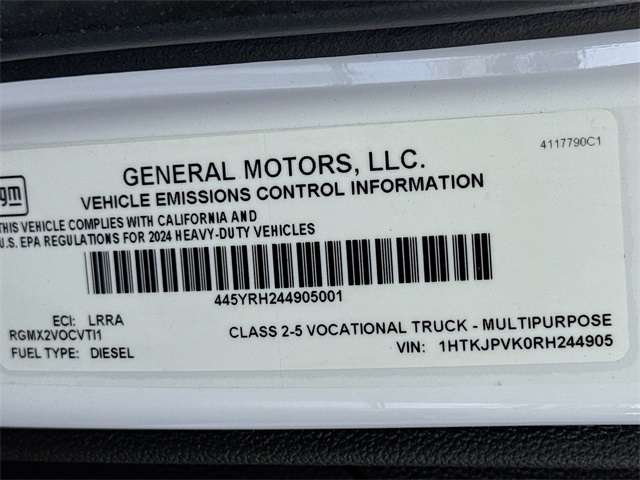 4117790C1
GENERAL MOTORS, LLC.
gm
VEHICLE EMISSIONS CONTROL INFORMATION
THIS VEHICLE COMPLIES WITH CALIFORNIA AND
U.S. EPA REGULATIONS FOR 2024 HEAVY-DUTY VEHICLES
445YRH244905001
ECI: LRRA
RGMX2VOCVTI1
CLASS 2-5 VOCATIONAL TRUCK - MULTIPURPOSE
FUEL TYPE: DIESEL
VIN: 1HTKJPVK0RH244905